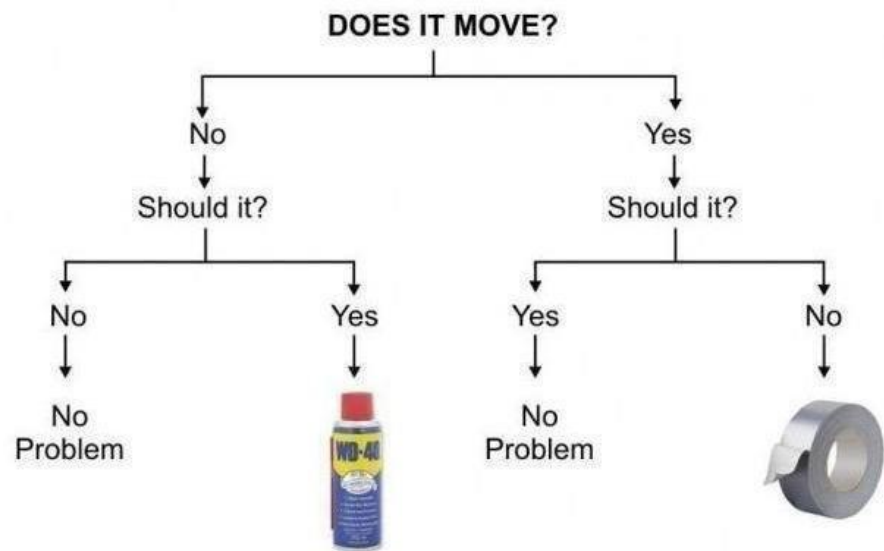 DOES IT MOVE?
No
Yes
Should it?
Should it?
No
Yes
Yes
No
No
Problem
No
Problem
WD-40